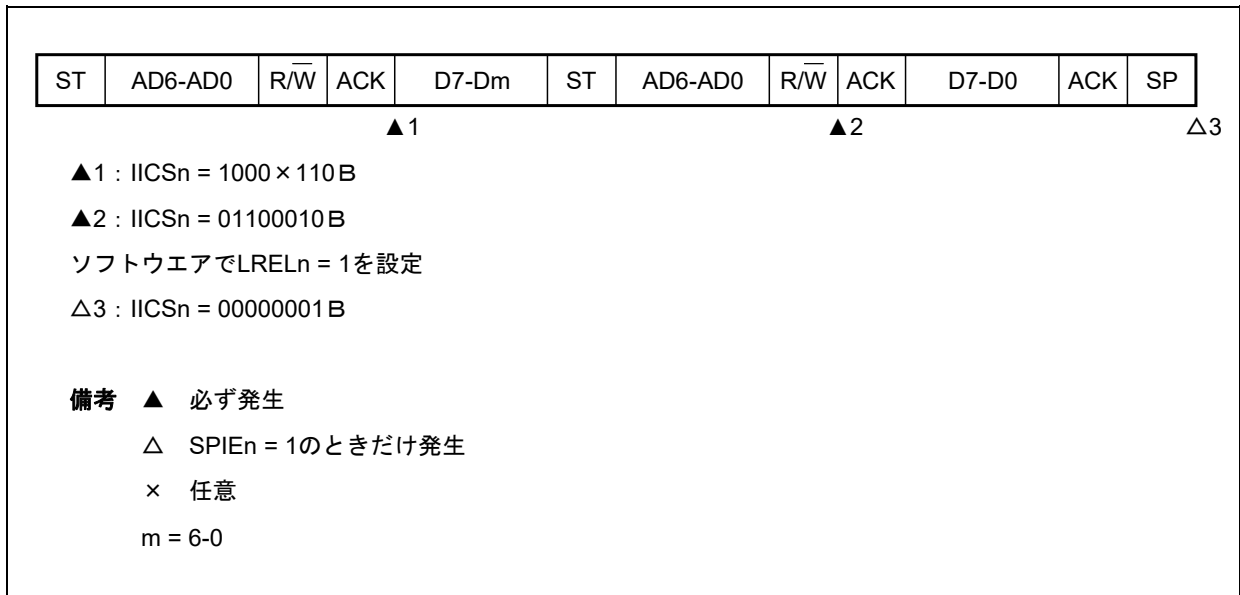 ST AD6-AD0 R/W̅ ACK D7-Dm ST AD6-AD0 R/W̅ ACK D7-D0 ACK SP
▲1 ▲2 △3
▲1：IICSn = 1000×110B
▲2：IICSn = 01100010B
ソフトウエアでLRELn = 1を設定
△3：IICSn = 00000001B
備考 ▲ 必ず発生
△ SPIEn = 1のときだけ発生
× 任意
m = 6-0